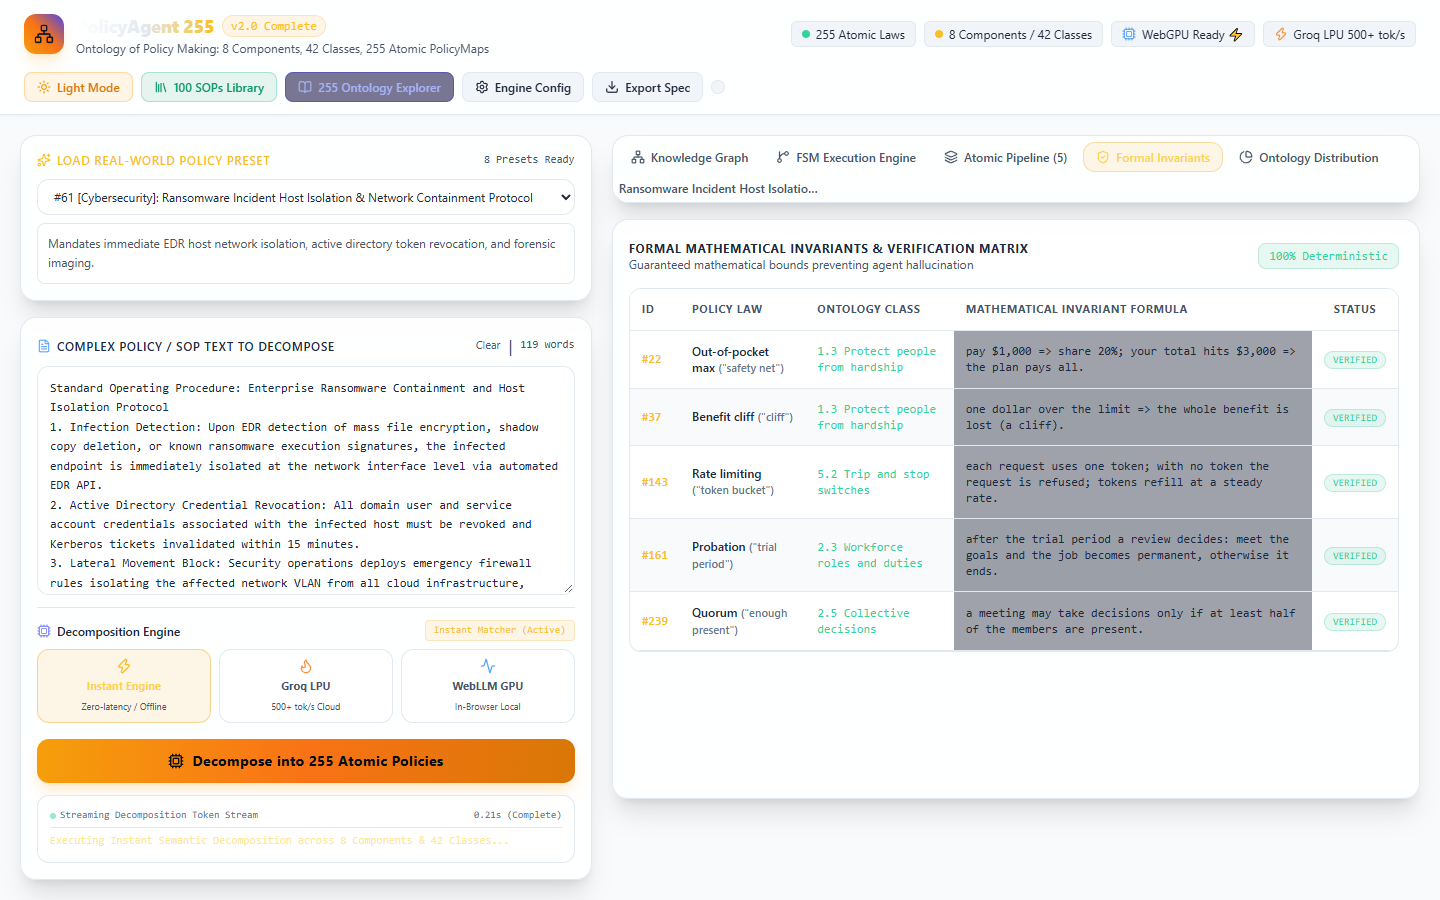 PolicyAgent 255
v2.0 Complete
Ontology of Policy Making: 8 Components, 42 Classes, 255 Atomic PolicyMaps
255 Atomic Laws
8 Components / 42 Classes
WebGPU Ready
Groq LPU 500+ tok/s
Light Mode
100 SOPs Library
255 Ontology Explorer
Engine Config
Export Spec
LOAD REAL-WORLD POLICY PRESET
8 Presets Ready
#61 [Cybersecurity]: Ransomware Incident Host Isolation & Network Containment Protocol
Mandates immediate EDR host network isolation, active directory token revocation, and forensic
imaging.
COMPLEX POLICY / SOP TEXT TO DECOMPOSE
Clear | 119 words
Standard Operating Procedure: Enterprise Ransomware Containment and Host
Isolation Protocol
1. Infection Detection: Upon EDR detection of mass file encryption, shadow
copy deletion, or known ransomware execution signatures, the infected
endpoint is immediately isolated at the network interface level via automated
EDR API.
2. Active Directory Credential Revocation: All domain user and service
account credentials associated with the infected host must be revoked and
Kerberos tickets invalidated within 15 minutes.
3. Lateral Movement Block: Security operations deploys emergency firewall
rules isolating the affected network VLAN from all cloud infrastructure,
Decomposition Engine
Instant Matcher (Active)
Instant Engine
Zero-latency / Offline
Groq LPU
500+ tok/s Cloud
WebLLM GPU
In-Browser Local
Decompose into 255 Atomic Policies
Streaming Decomposition Token Stream
0.21s (Complete)
Executing Instant Semantic Decomposition across 8 Components & 42 Classes...
Knowledge Graph
FSM Execution Engine
Atomic Pipeline (5)
Formal Invariants
Ontology Distribution
Ransomware Incident Host Isolatio...
FORMAL MATHEMATICAL INVARIANTS & VERIFICATION MATRIX
Guaranteed mathematical bounds preventing agent hallucination
100% Deterministic
ID
POLICY LAW
ONTOLOGY CLASS
MATHEMATICAL INVARIANT FORMULA
STATUS
#22
Out-of-pocket
max ("safety net")
1.3 Protect people
from hardship
pay $1,000 => share 20%; your total hits $3,000 =>
the plan pays all.
VERIFIED
#37
Benefit cliff ("cliff")
1.3 Protect people
from hardship
one dollar over the limit => the whole benefit is
lost (a cliff).
VERIFIED
#143
Rate limiting
("token bucket")
5.2 Trip and stop
switches
each request uses one token; with no token the
request is refused; tokens refill at a steady
rate.
VERIFIED
#161
Probation ("trial
period")
2.3 Workforce
roles and duties
after the trial period a review decides: meet the
goals and the job becomes permanent, otherwise it
ends.
VERIFIED
#239
Quorum ("enough
present")
2.5 Collective
decisions
a meeting may take decisions only if at least half
of the members are present.
VERIFIED